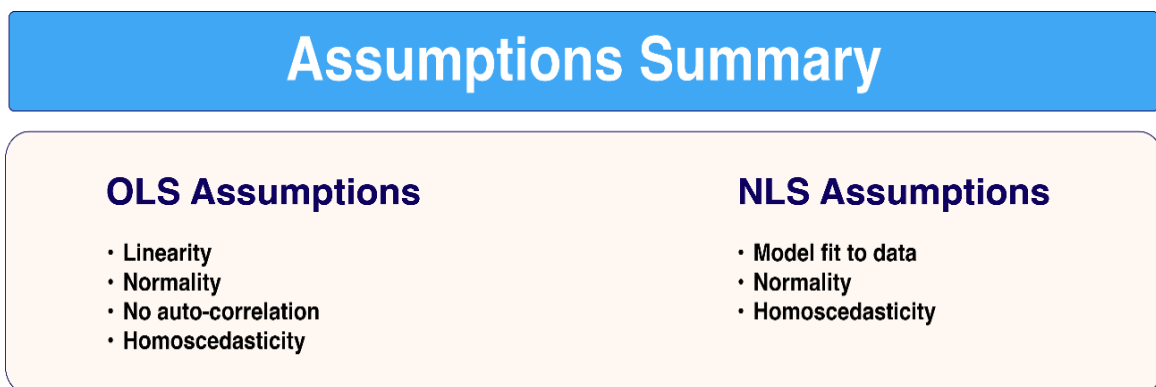 Assumptions Summary
OLS Assumptions
• Linearity
• Normality
• No auto-correlation
• Homoscedasticity
NLS Assumptions
• Model fit to data
• Normality
• Homoscedasticity